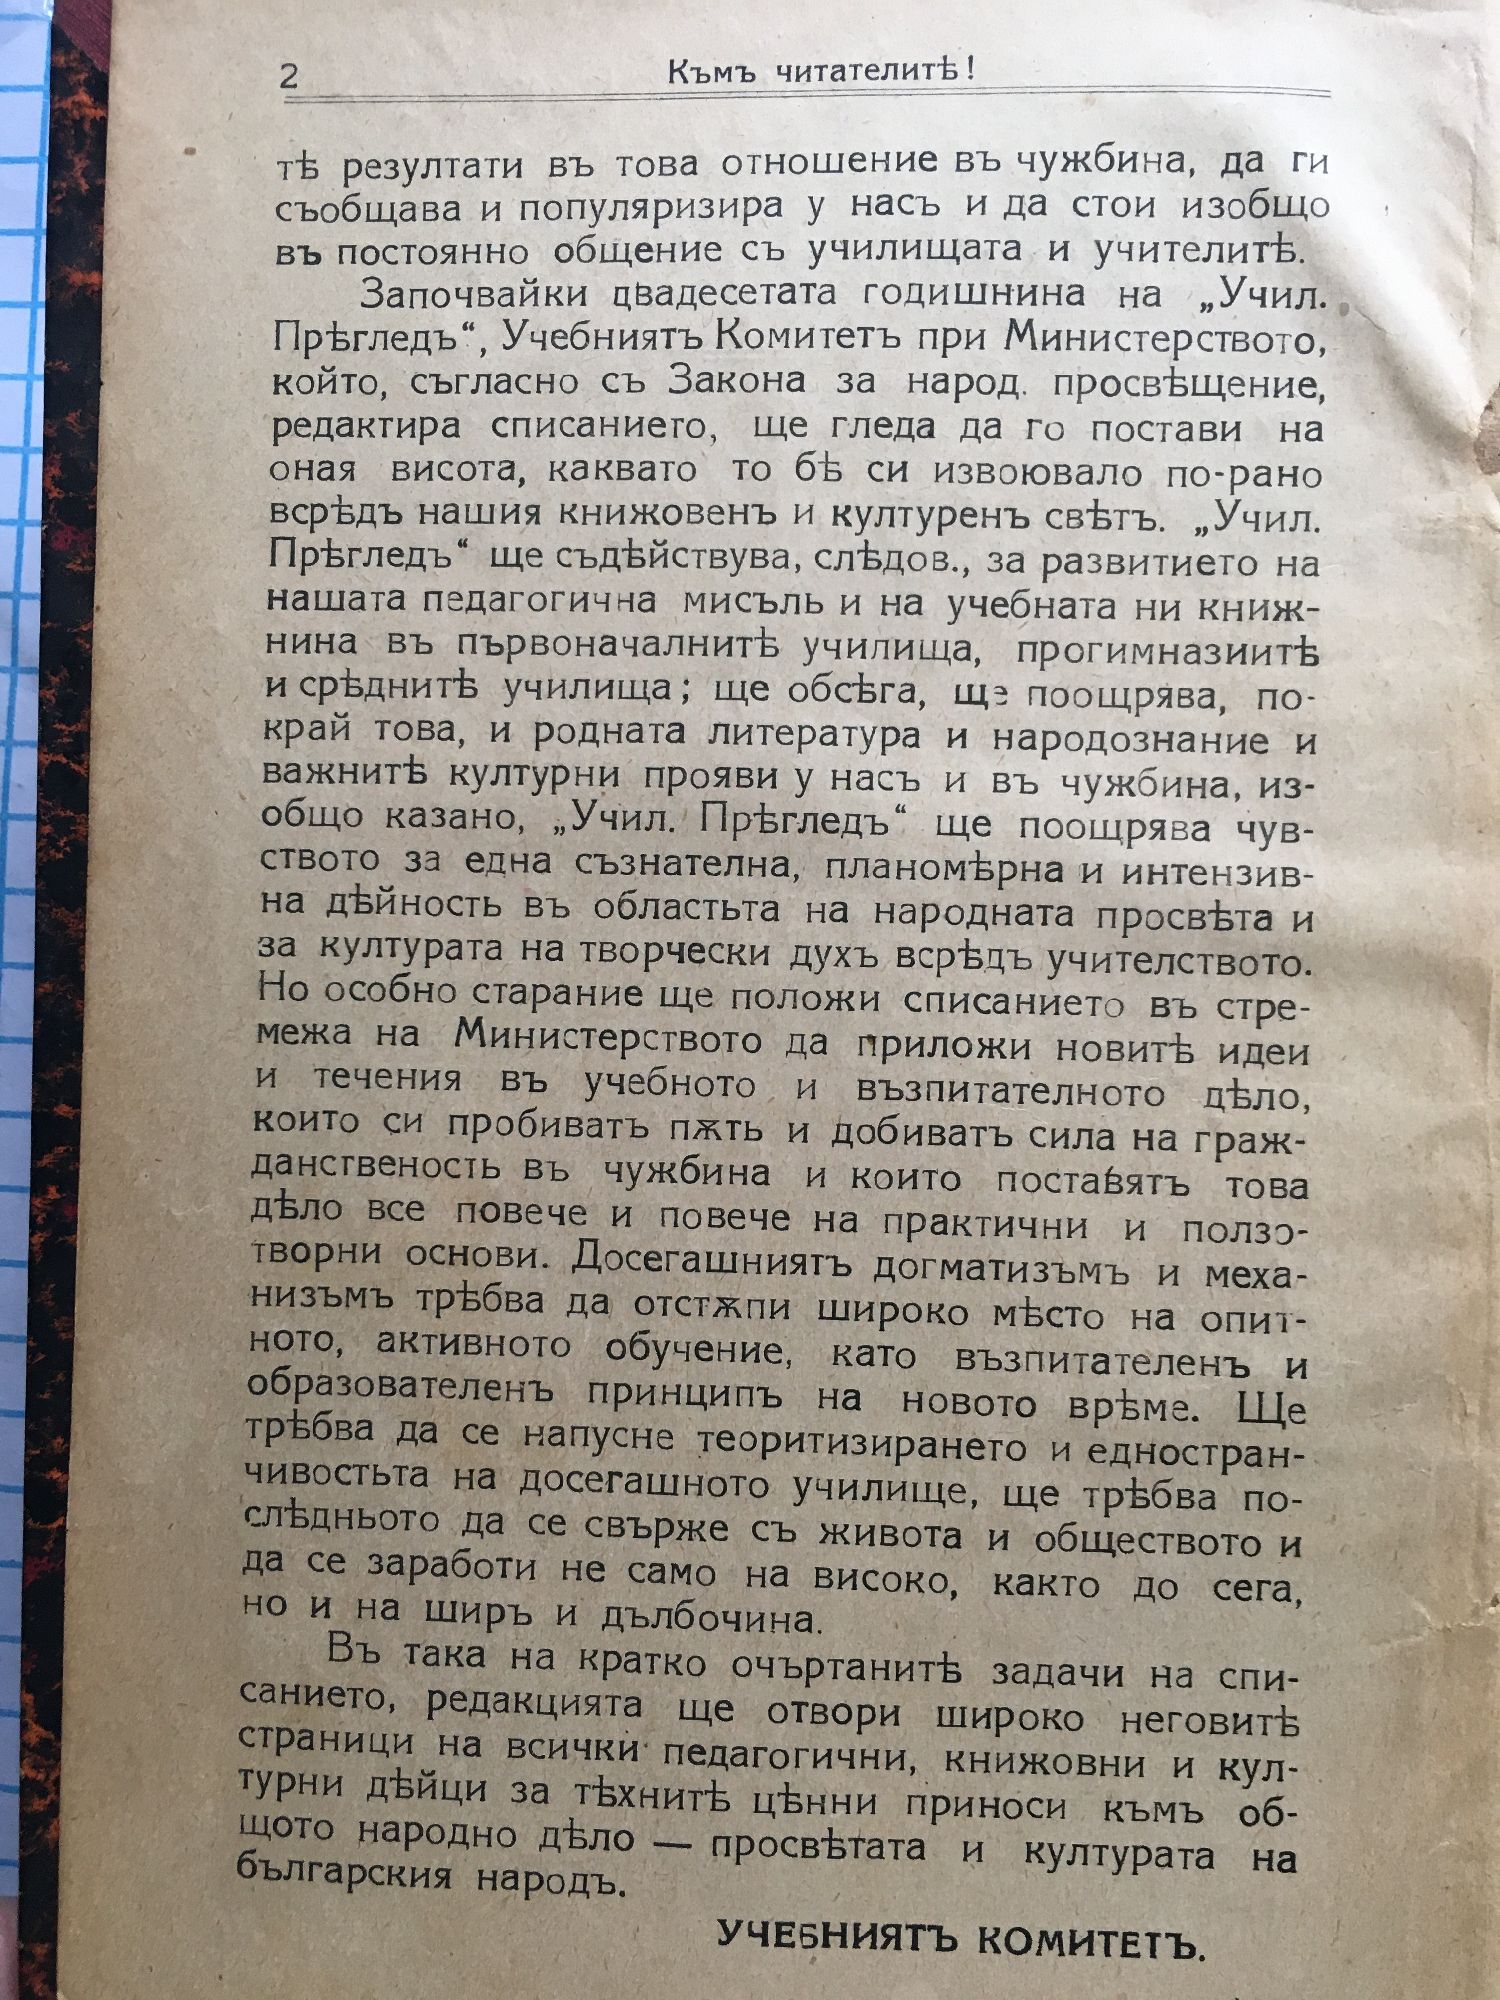 2
Къмъ читателитѣ!
тѣ резултати въ това отношение въ чужбина, да ги
съобщава и популяризира у насъ и да стои изобщо
въ постоянно общение съ училищата и учителитѣ.
Започвайки двадесетата годишнина на „Учил.
Прѣгледъ“, Учебниятъ Комитетъ при Министерството,
който, съгласно съ Закона за народ. просвѣщение,
редактира списанието, ще гледа да го постави на
оная висота, каквато то бѣ си извоювало по-рано
всрѣдъ нашия книжовенъ и културенъ свѣтъ. „Учил.
Прѣгледъ“ ще съдѣйствува, слѣдов., за развитието на
нашата педагогична мисъль и на учебната ни книж-
нина въ първоначалнитѣ училища, прогимназиитѣ
и срѣднитѣ училища; ще обсѣга, ще поощрява, по-
край това, и родната литература и народознание и
важнитѣ културни прояви у насъ и въ чужбина, из-
общо казано, „Учил. Прѣгледъ“ ще поощрява чув-
ството за една съзнателна, планомѣрна и интензив-
на дѣйность въ областьта на народната просвѣта и
за културата на творчески духъ всрѣдъ учителството.
Но особно старание ще положи списанието въ стре-
межа на Министерството да приложи новитѣ идеи
и течения въ учебното и възпитателното дѣло,
които си пробиватъ пѫть и добиватъ сила на граж-
данственость въ чужбина и които поставятъ това
дѣло все повече и повече на практични и ползо-
творни основи. Досегашниятъ догматизъмъ и меха-
низъмъ трѣбва да отстѫпи широко мѣсто на опит-
ното, активното обучение, като възпитателенъ и
образователенъ принципъ на новото врѣме. Ще
трѣбва да се напусне теоритизирането и едностран-
чивостьта на досегашното училище, ще трѣбва по-
слѣдньото да се свърже съ живота и обществото и
да се заработи не само на високо, както до сега,
но и на ширъ и дълбочина.
Въ така на кратко очъртанитѣ задачи на спи-
санието, редакцията ще отвори широко неговитѣ
страници на всички педагогични, книжовни и кул-
турни дѣйци за тѣхнитѣ цѣнни приноси къмъ об-
щото народно дѣло — просвѣтата и културата на
българския народъ.
УЧЕБНИЯТЪ КОМИТЕТЪ.